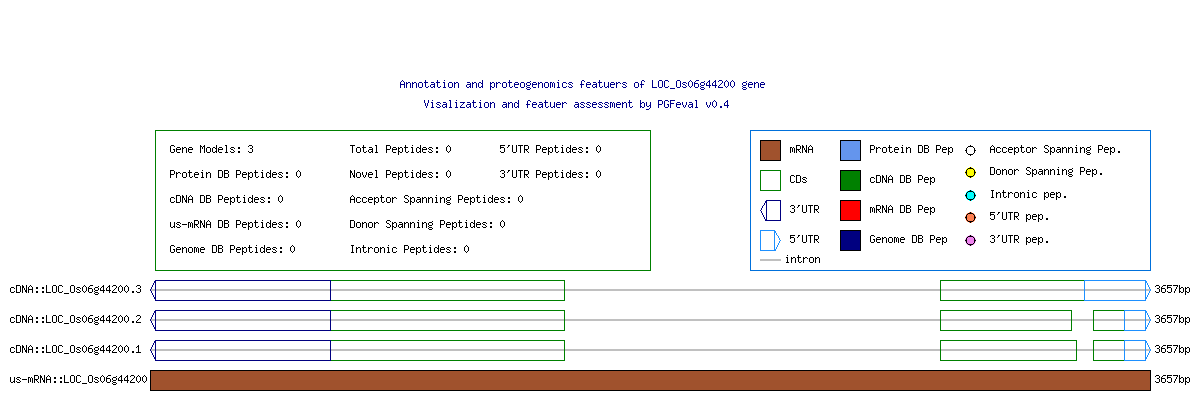 Annotation and proteogenomics featuers of LOC_Os06g44200 gene
Visalization and featuer assessment by PGFeval v0.4
Gene Models: 3 Total Peptides: 0 5'UTR Peptides: 0
Protein DB Peptides: 0 Novel Peptides: 0 3'UTR Peptides: 0
cDNA DB Peptides: 0 Acceptor Spanning Peptides: 0
us-mRNA DB Peptides: 0 Donor Spanning Peptides: 0
Genome DB Peptides: 0 Intronic Peptides: 0
mRNA Protein DB Pep Acceptor Spanning Pep.
CDs cDNA DB Pep Donor Spanning Pep.
3'UTR mRNA DB Pep Intronic pep.
5'UTR Genome DB Pep 5'UTR pep.
intron 3'UTR pep.
cDNA::LOC_Os06g44200.3 3657bp
cDNA::LOC_Os06g44200.2 3657bp
cDNA::LOC_Os06g44200.1 3657bp
us-mRNA::LOC_Os06g44200 3657bp